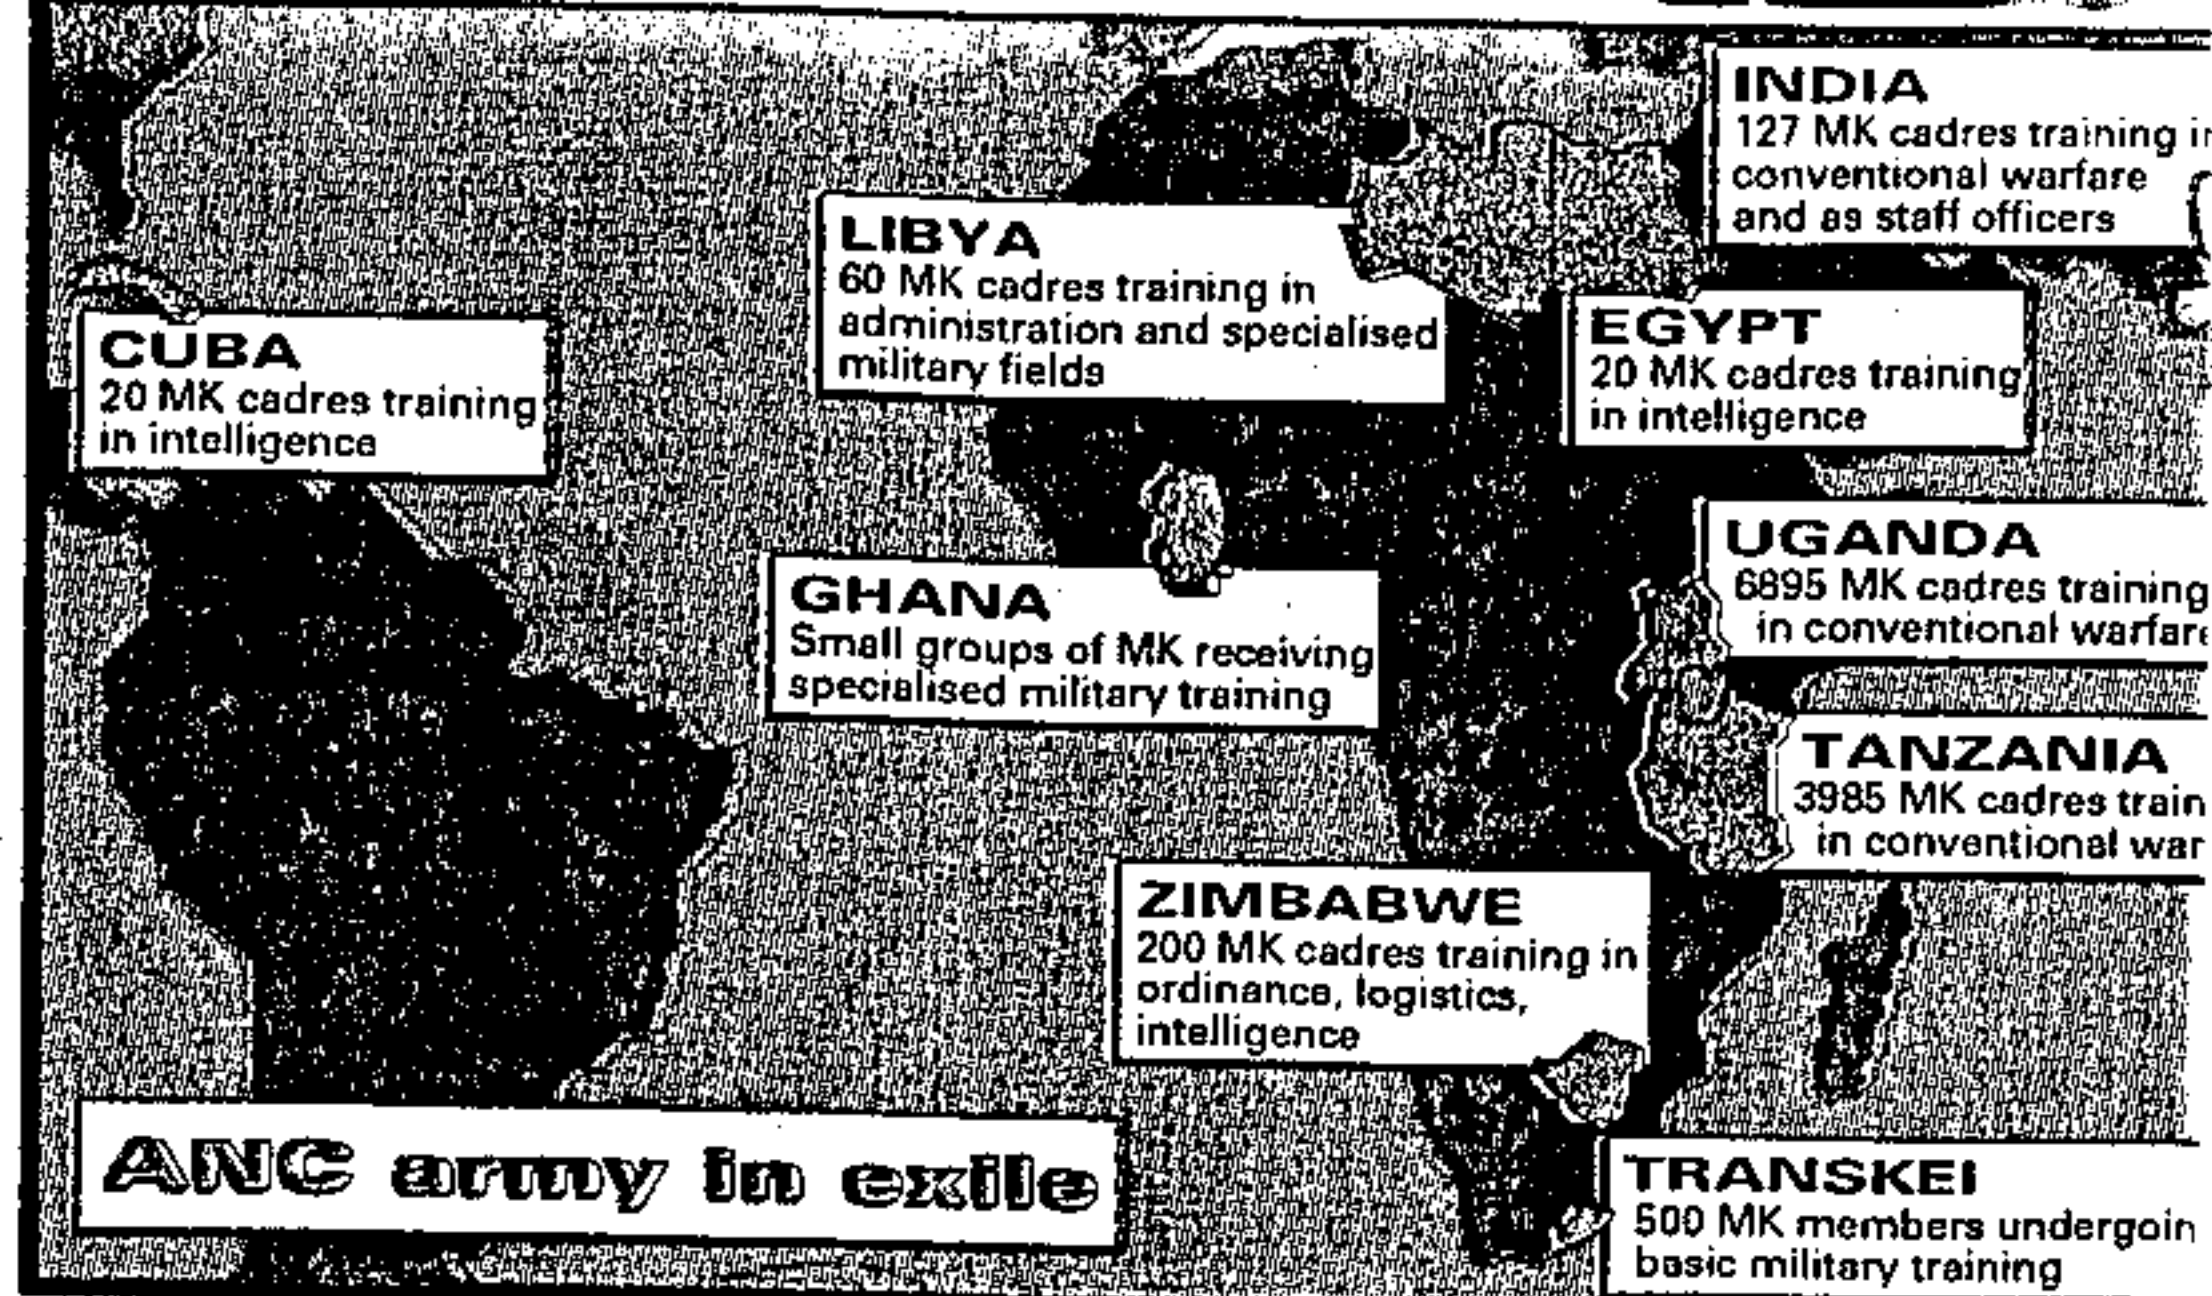 INDIA
127 MK cadres training in
conventional warfare
and as staff officers
LIBYA
60 MK cadres training in
administration and specialised
military fields
EGYPT
20 MK cadres training
in intelligence
CUBA
20 MK cadres training
in intelligence
UGANDA
6895 MK cadres training
in conventional warfare
GHANA
Small groups of MK receiving
specialised military training
TANZANIA
3985 MK cadres train
in conventional war
ZIMBABWE
200 MK cadres training in
ordinance, logistics,
intelligence
ANC army in exile
TRANSKEI
500 MK members undergoin
basic military training